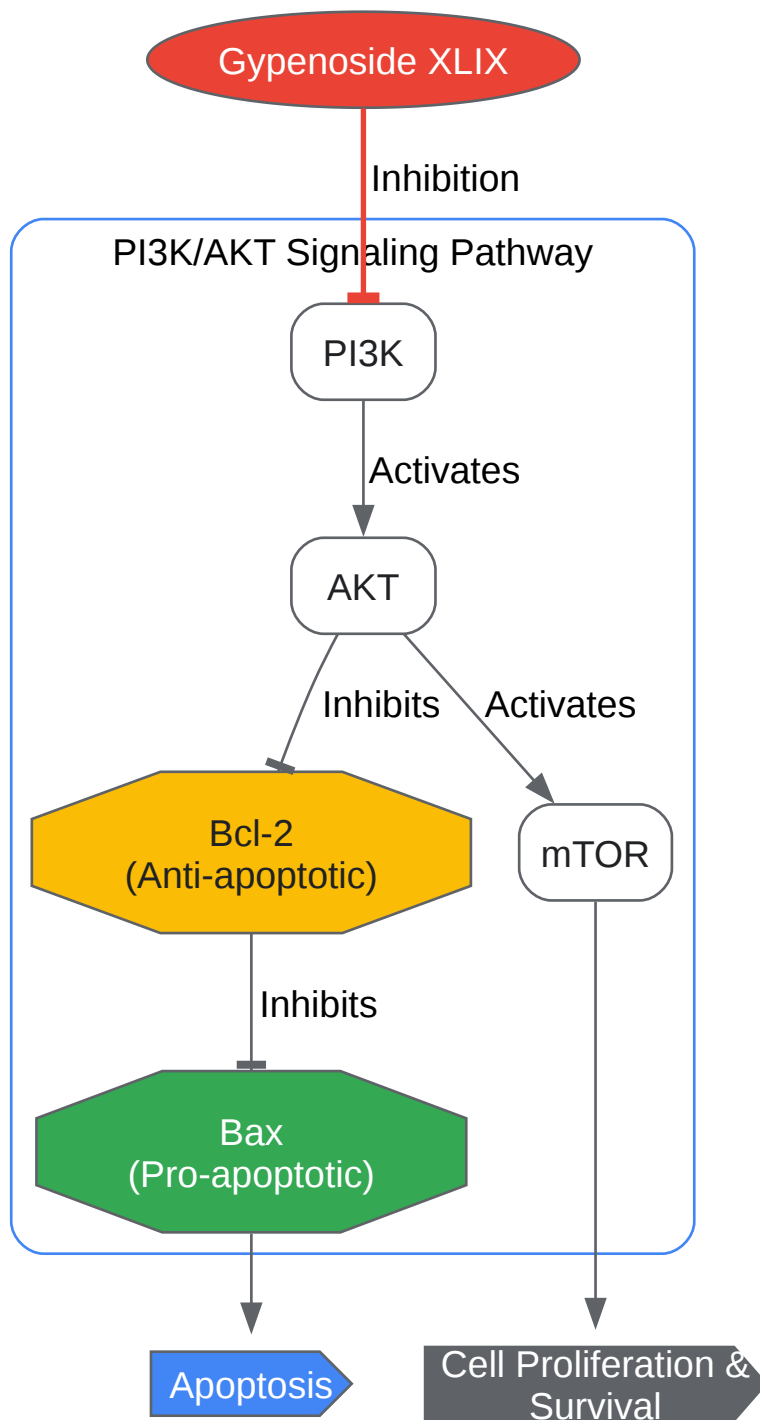 Gypenoside XLIX
Inhibition
PI3K/AKT Signaling Pathway
PI3K
Activates
AKT
Inhibits
Activates
Bcl-2
(Anti-apoptotic)
mTOR
Inhibits
Bax
(Pro-apoptotic)
Apoptosis
Cell Proliferation &
Survival